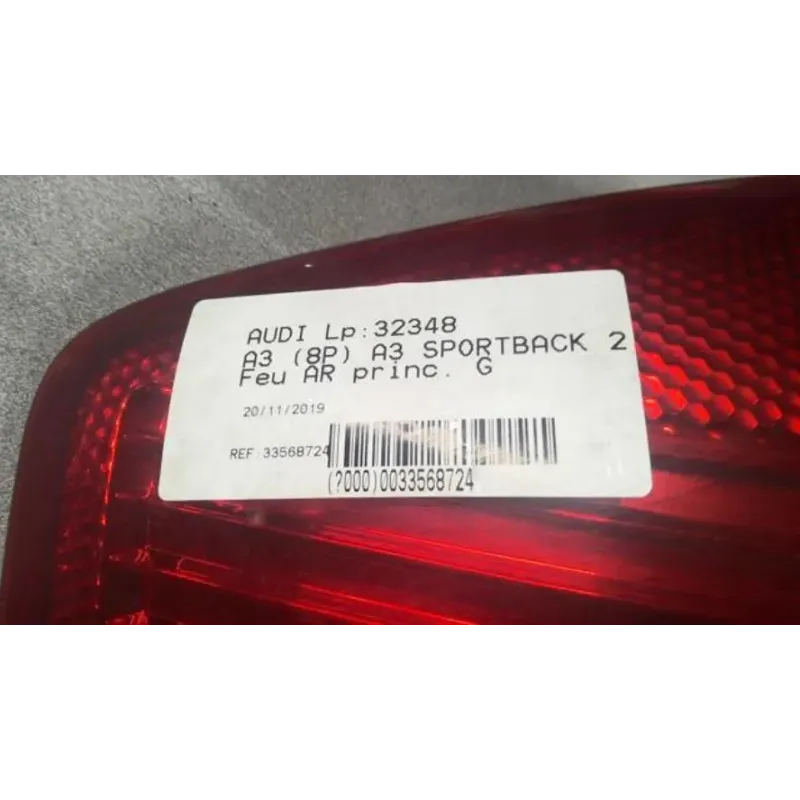 AUDI Lp:32348
A3 (8P) A3 SPORTBACK 2
Feu AR princ. G
20/11/2019
REF:33568724
(?000)0033568724